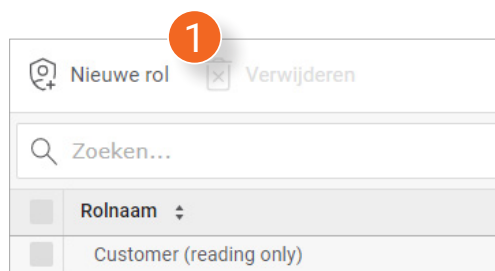 1
Nieuwe rol Verwijderen
Zoeken...
Rolnaam
Customer (reading only)